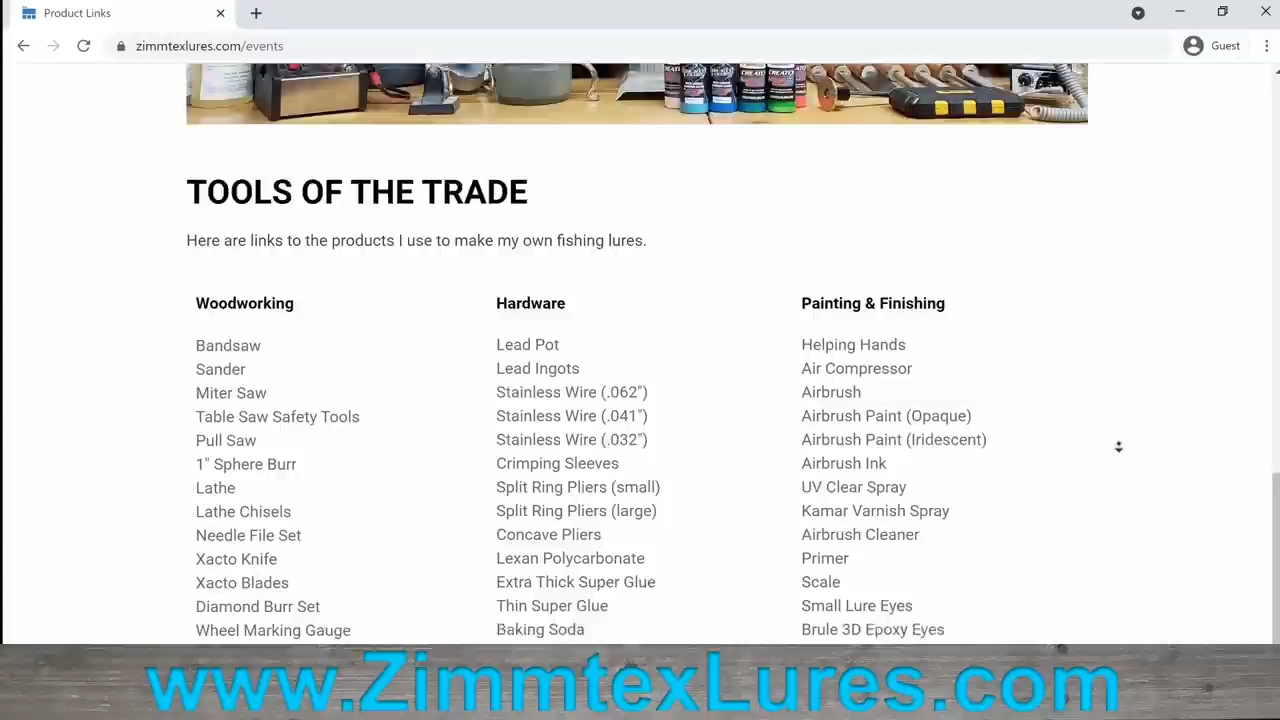 Product Links
zimmtexlures.com/events
Guest
CREATEX
TOOLS OF THE TRADE
Here are links to the products I use to make my own fishing lures.
Woodworking
Bandsaw
Sander
Miter Saw
Table Saw Safety Tools
Pull Saw
1" Sphere Burr
Lathe
Lathe Chisels
Needle File Set
Xacto Knife
Xacto Blades
Diamond Burr Set
Wheel Marking Gauge
Hardware
Lead Pot
Lead Ingots
Stainless Wire (.062")
Stainless Wire (.041")
Stainless Wire (.032")
Crimping Sleeves
Split Ring Pliers (small)
Split Ring Pliers (large)
Concave Pliers
Lexan Polycarbonate
Extra Thick Super Glue
Thin Super Glue
Baking Soda
Painting & Finishing
Helping Hands
Air Compressor
Airbrush
Airbrush Paint (Opaque)
Airbrush Paint (Iridescent)
Airbrush Ink
UV Clear Spray
Kamar Varnish Spray
Airbrush Cleaner
Primer
Scale
Small Lure Eyes
Brule 3D Epoxy Eyes
www.ZimmtexLures.com